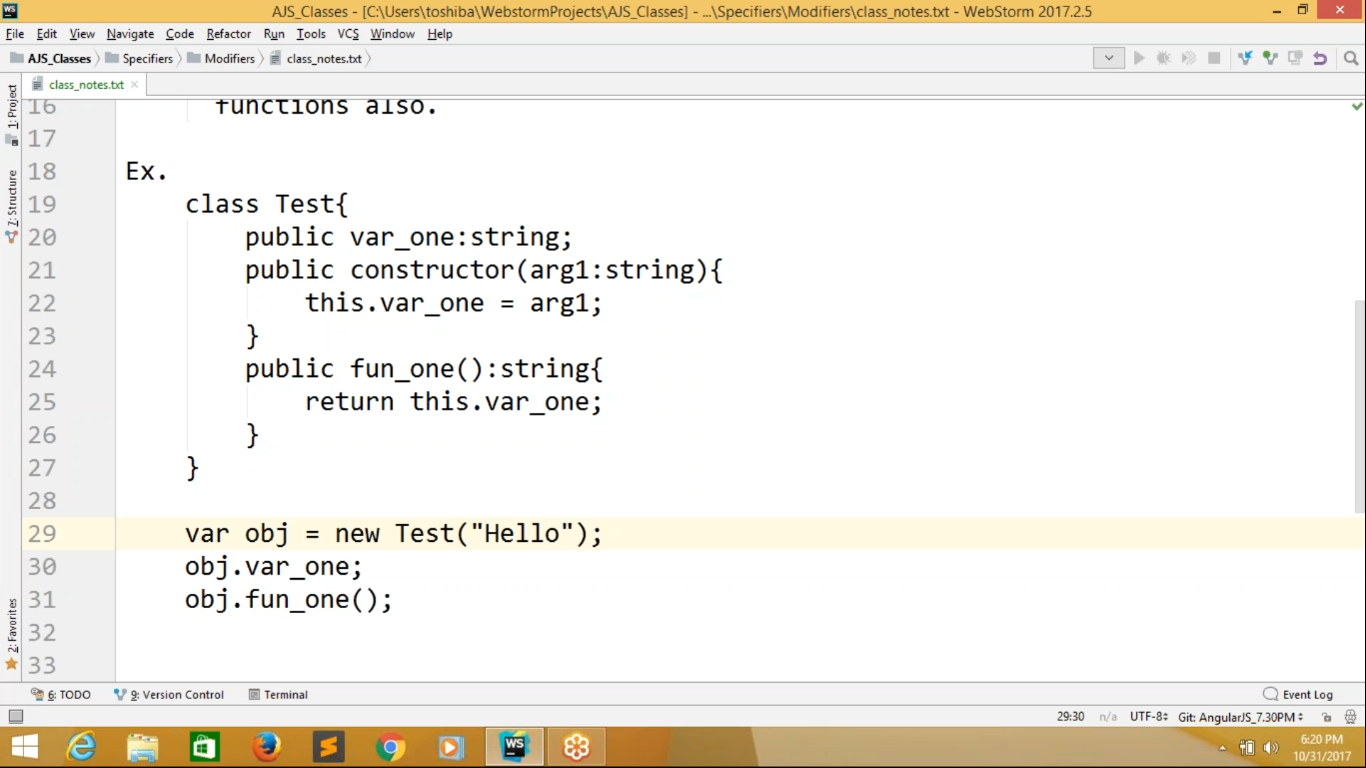 AJS_Classes - [C:\Users\toshiba\WebstormProjects\AJS_Classes] - ...\Specifiers\Modifiers\class_notes.txt - WebStorm 2017.2.5
File Edit View Navigate Code Refactor Run Tools VCS Window Help
AJS_Classes Specifiers Modifiers class_notes.txt
class_notes.txt
1: Project
7: Structure
2: Favorites
16 functions also.
17
18 Ex.
19 class Test{
20 public var_one:string;
21 public constructor(arg1:string){
22 this.var_one = arg1;
23 }
24 public fun_one():string{
25 return this.var_one;
26 }
27 }
28
29 var obj = new Test("Hello");
30 obj.var_one;
31 obj.fun_one();
32
33
6: TODO 9: Version Control Terminal Event Log
29:30 n/a UTF-8 Git: AngularJS_7.30PM
WS
6:20 PM
10/31/2017